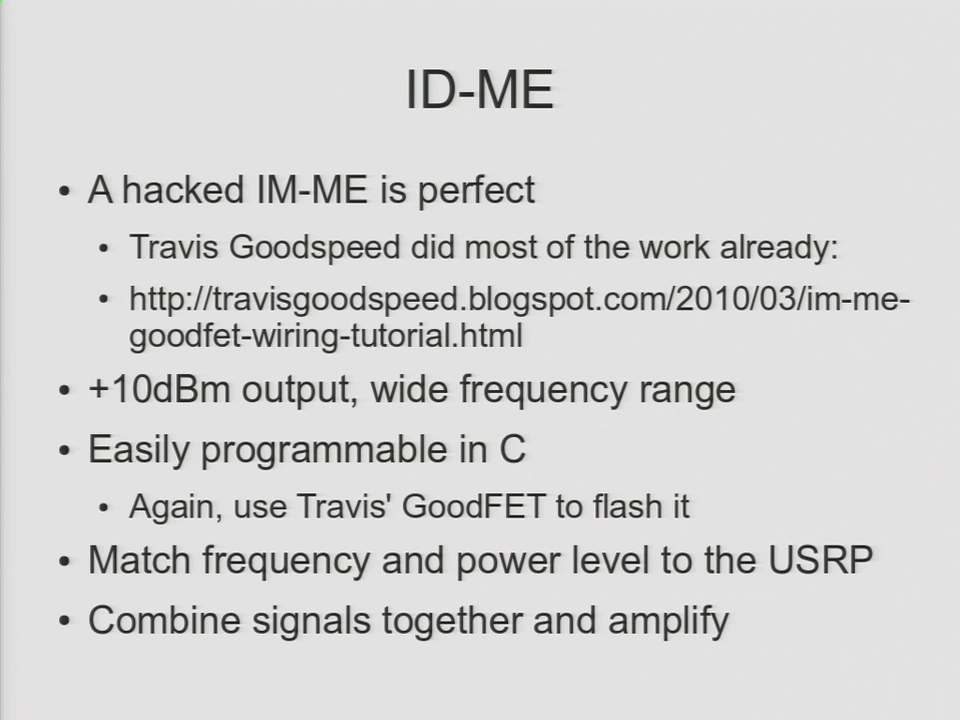 ID-ME
• A hacked IM-ME is perfect
• Travis Goodspeed did most of the work already:
• http://travisgoodspeed.blogspot.com/2010/03/im-me-
goodfet-wiring-tutorial.html
• +10dBm output, wide frequency range
• Easily programmable in C
• Again, use Travis' GoodFET to flash it
• Match frequency and power level to the USRP
• Combine signals together and amplify